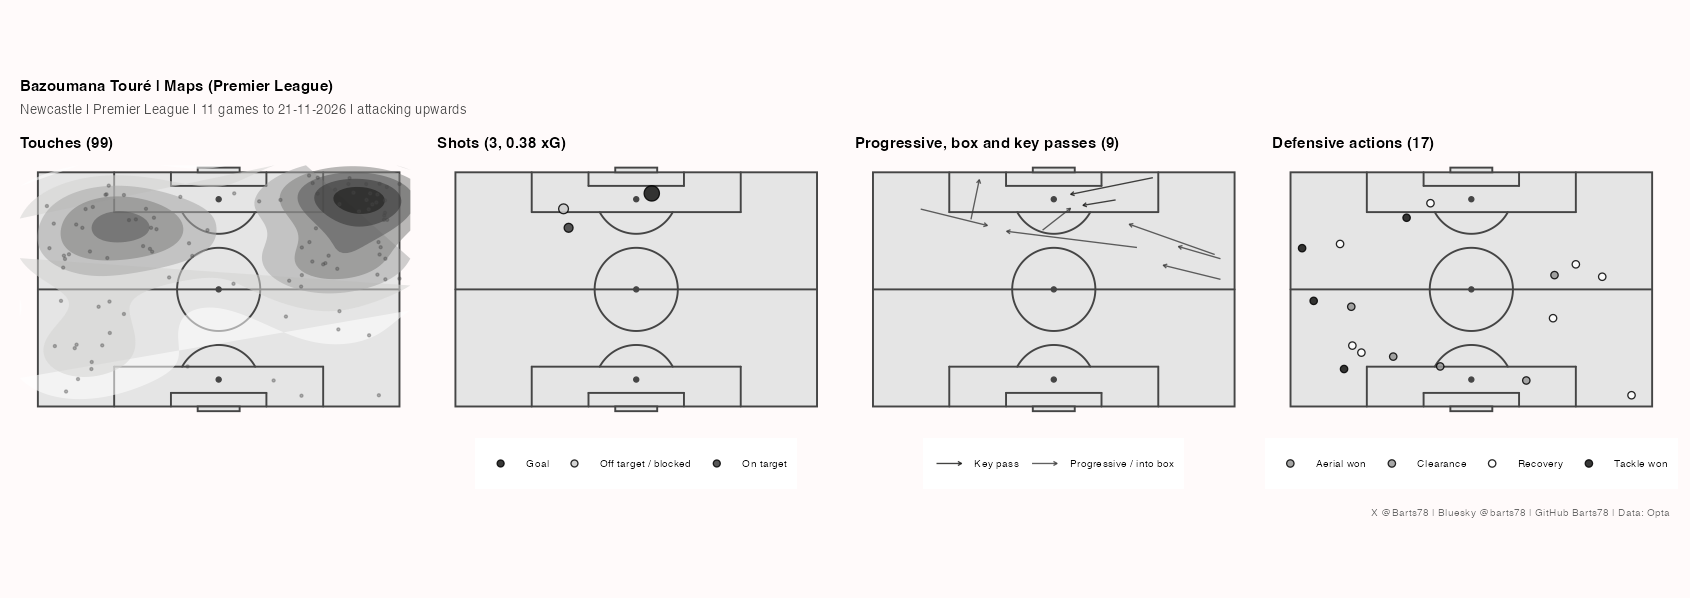 Bazoumana Touré | Maps (Premier League)
Newcastle | Premier League | 11 games to 21-11-2026 | attacking upwards
Touches (99)
Shots (3, 0.38 xG)
Progressive, box and key passes (9)
Defensive actions (17)
Goal
Off target / blocked
On target
Key pass
Progressive / into box
Aerial won
Clearance
Recovery
Tackle won
X @Barts78 | Bluesky @barts78 | GitHub Barts78 | Data: Opta